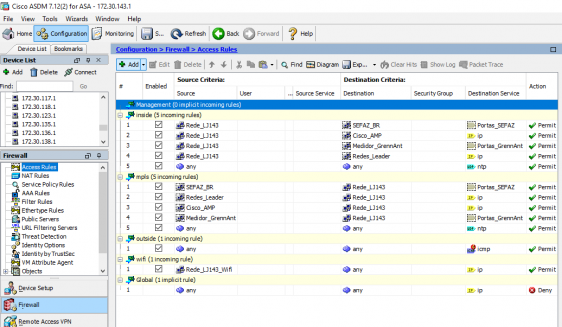 Cisco ASDM 7.12(2) for ASA - 172.30.143.1
File View Tools Wizards Window Help
Home Configuration Monitoring S... Refresh Back Forward Help
Device List Bookmarks
Device List
Add Delete Connect
Find: Go
172.30.117.1
172.30.118.1
172.30.123.1
172.30.135.1
172.30.136.1
172.30.138.1
Firewall
Access Rules
NAT Rules
Service Policy Rules
AAA Rules
Filter Rules
Ethertype Rules
Public Servers
URL Filtering Servers
Threat Detection
Identity Options
Identity by TrustSec
VM Attribute Agent
Objects
Device Setup
Firewall
Remote Access VPN
Configuration > Firewall > Access Rules
Add Edit Delete Find Diagram Exp... Clear Hits Show Log Packet Trace
Source Criteria: Destination Criteria:
# Enabled Source User ... Source Service Destination Security Group Destination Service Action
Management (0 implicit incoming rules)
inside (5 incoming rules)
1 Rede_LJ143 SEFAZ_BR Portas_SEFAZ Permit
2 Rede_LJ143 Cisco_AMP ip Permit
3 Rede_LJ143 Medidor_GrennAnt Portas_GrennAnt Permit
4 Rede_LJ143 Redes_Leader ip Permit
5 any any ntp Permit
mpls (5 incoming rules)
1 SEFAZ_BR Rede_LJ143 Portas_SEFAZ Permit
2 Redes_Leader Rede_LJ143 ip Permit
3 Cisco_AMP Rede_LJ143 ip Permit
4 Medidor_GrennAnt Rede_LJ143 Portas_GrennAnt Permit
5 any any ntp Permit
outside (1 incoming rule)
1 any any icmp Permit
wifi (1 incoming rule)
1 Rede_LJ143_Wifi any ip Permit
Global (1 implicit rule)
1 any any ip Deny